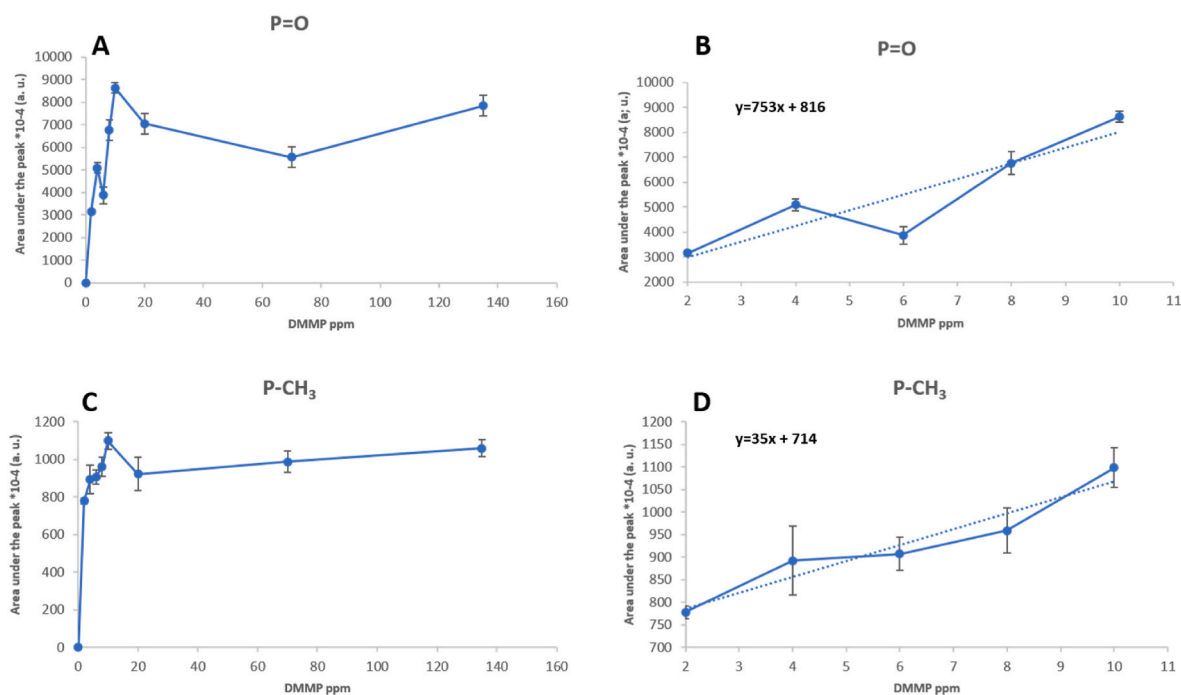 A
P=O
Area under the peak *10-4 (a. u.)
10000
9000
8000
7000
6000
5000
4000
3000
2000
1000
0
0 20 40 60 80 100 120 140 160
DMMP ppm
B
P=O
y=753x + 816
Area under the peak *10-4 (a; u.)
10000
9000
8000
7000
6000
5000
4000
3000
2000
2 3 4 5 6 7 8 9 10 11
DMMP ppm
C
P-CH₃
Area under the peak *10-4 (a. u.)
1200
1000
800
600
400
200
0
0 20 40 60 80 100 120 140 160
DMMP ppm
D
P-CH₃
y=35x + 714
Area under the peak *10-4 (a. u.)
1200
1150
1100
1050
1000
950
900
850
800
750
700
2 3 4 5 6 7 8 9 10 11
DMMP ppm